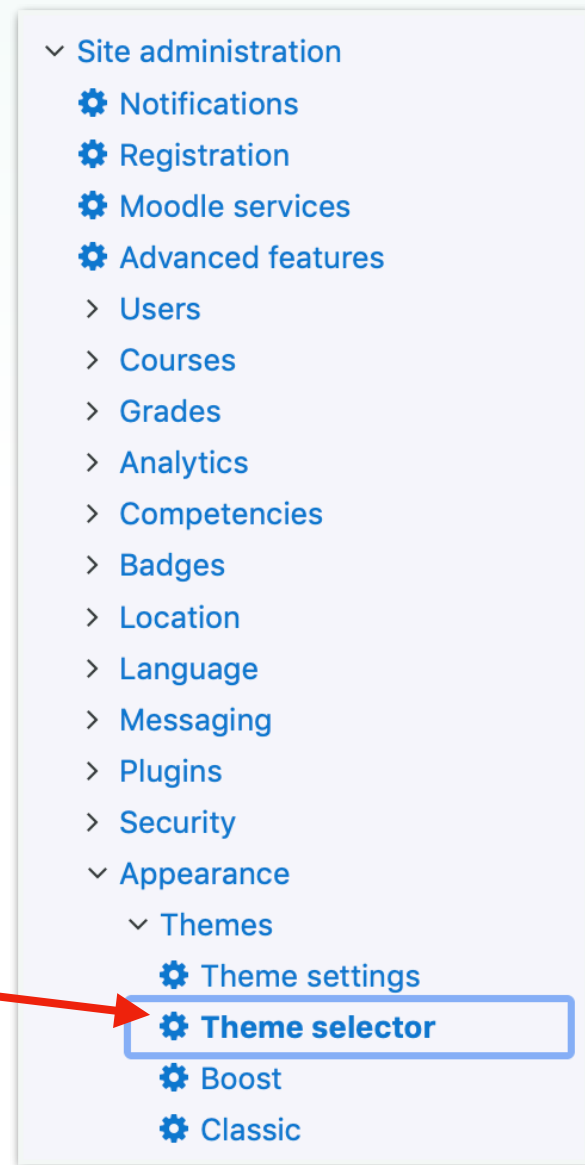 Site administration
Notifications
Registration
Moodle services
Advanced features
Users
Courses
Grades
Analytics
Competencies
Badges
Location
Language
Messaging
Plugins
Security
Appearance
Themes
Theme settings
Theme selector
Boost
Classic